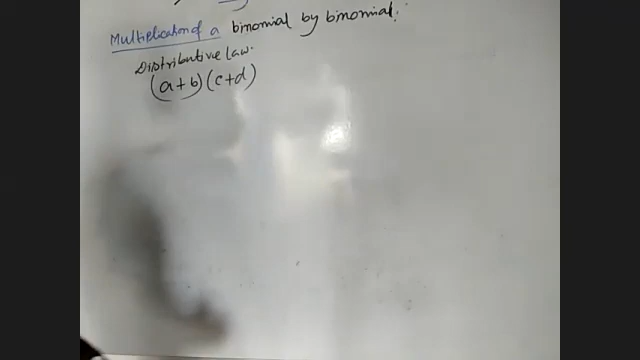 Multiplication of a binomial by binomial.
Distributive law.
(a+b)(c+d)